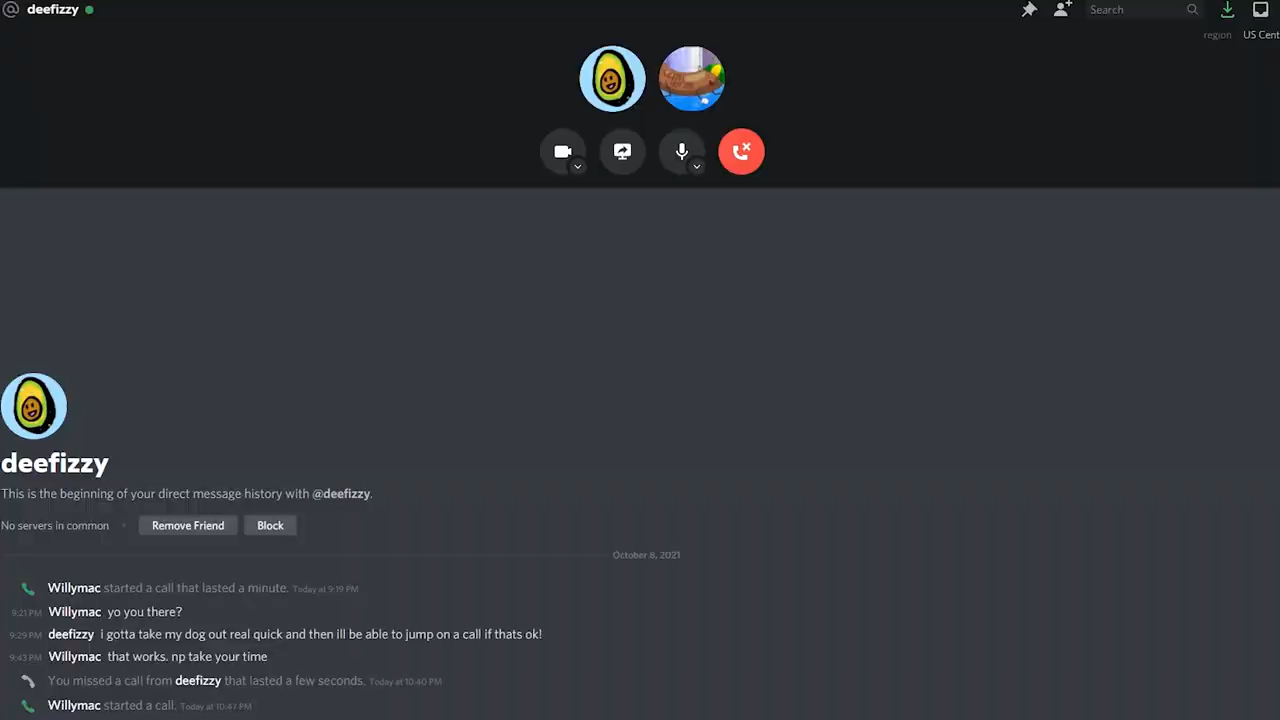 @ deefizzy
Search
region US Cent
deefizzy
This is the beginning of your direct message history with @deefizzy.
No servers in common Remove Friend Block
October 8, 2021
Willymac started a call that lasted a minute. Today at 9:19 PM
9:21 PM Willymac yo you there?
9:29 PM deefizzy i gotta take my dog out real quick and then ill be able to jump on a call if thats ok!
9:43 PM Willymac that works. np take your time
You missed a call from deefizzy that lasted a few seconds. Today at 10:40 PM
Willymac started a call. Today at 10:47 PM